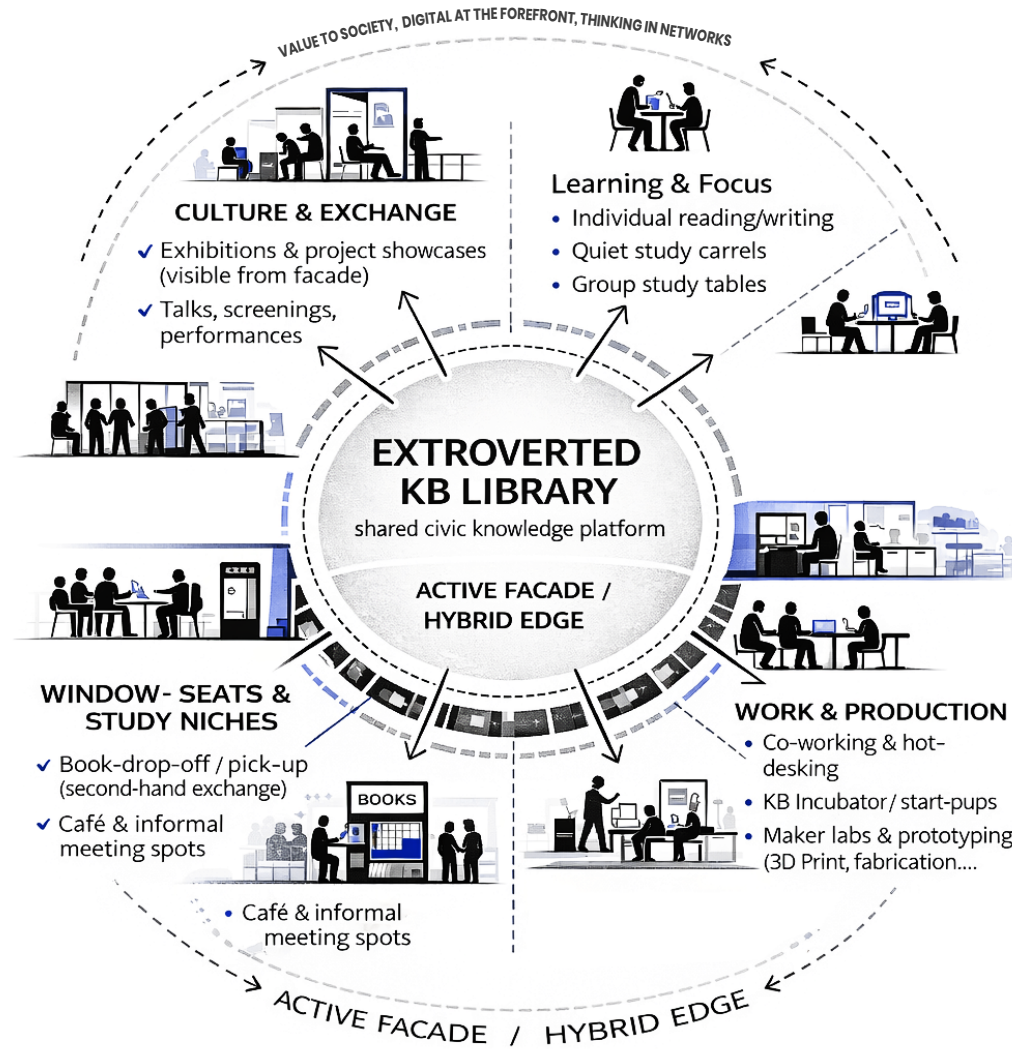 VALUE TO SOCIETY, DIGITAL AT THE FOREFRONT, THINKING IN NETWORKS
CULTURE & EXCHANGE
Exhibitions & project showcases
(visible from facade)
Talks, screenings,
performances
Learning & Focus
Individual reading/writing
Quiet study carrels
Group study tables
EXTROVERTED
KB LIBRARY
shared civic knowledge platform
ACTIVE FACADE /
HYBRID EDGE
WINDOW- SEATS &
STUDY NICHES
Book-drop-off / pick-up
(second-hand exchange)
Café & informal
meeting spots
BOOKS
Café & informal
meeting spots
WORK & PRODUCTION
Co-working & hot-
desking
KB Incubator/ start-pups
Maker labs & prototyping
(3D Print, fabrication....
ACTIVE FACADE / HYBRID EDGE